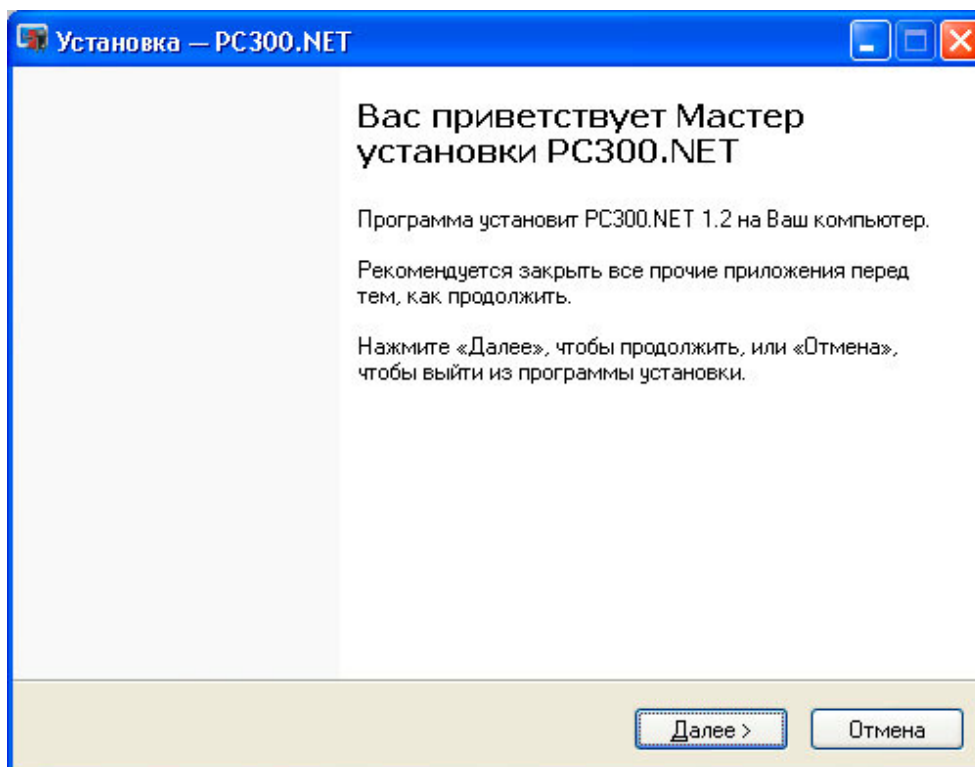 Установка — PC300.NET
Вас приветствует Мастер
установки PC300.NET
Программа установит PC300.NET 1.2 на Ваш компьютер.
Рекомендуется закрыть все прочие приложения перед
тем, как продолжить.
Нажмите «Далее», чтобы продолжить, или «Отмена»,
чтобы выйти из программы установки.
Далее >
Отмена